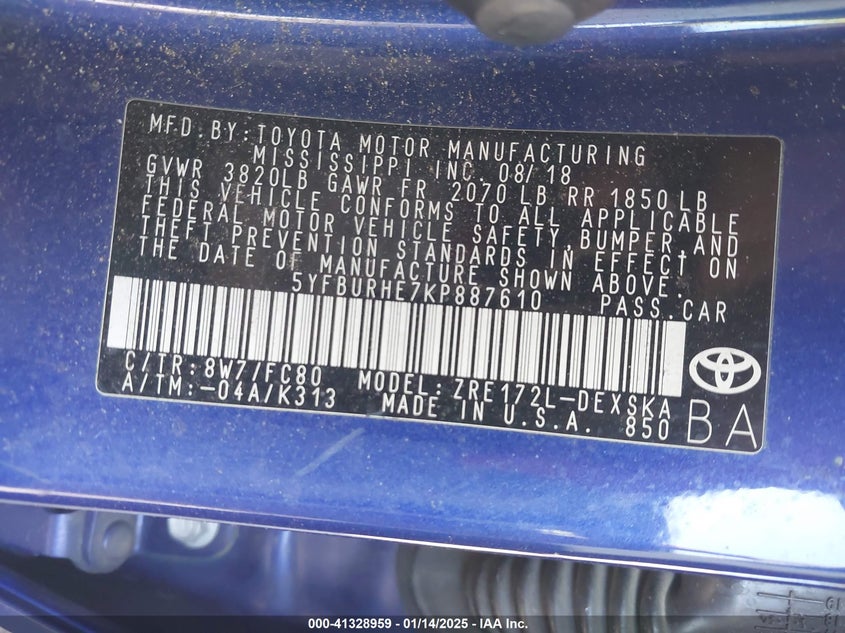 MFD.BY:TOYOTA MOTOR MANUFACTURING
MISSISSIPPI, INC. 08/18
GVWR 3820LB GAWR FR 2070 LB RR 1850 LB
THIS VEHICLE CONFORMS TO ALL APPLICABLE
FEDERAL MOTOR VEHICLE SAFETY,BUMPER,AND
THEFT PREVENTION STANDARDS IN EFFECT ON
THE DATE OF MANUFACTURE SHOWN ABOVE.
5YFBURHE7KP887610 PASS.CAR
C/TR:8W7/FC80 MODEL:ZRE172L-DEXSKA
A/TM:-04A/K313 MADE IN U.S.A. 850
BA
000-41328959 — 01/14/2025 — IAA Inc.